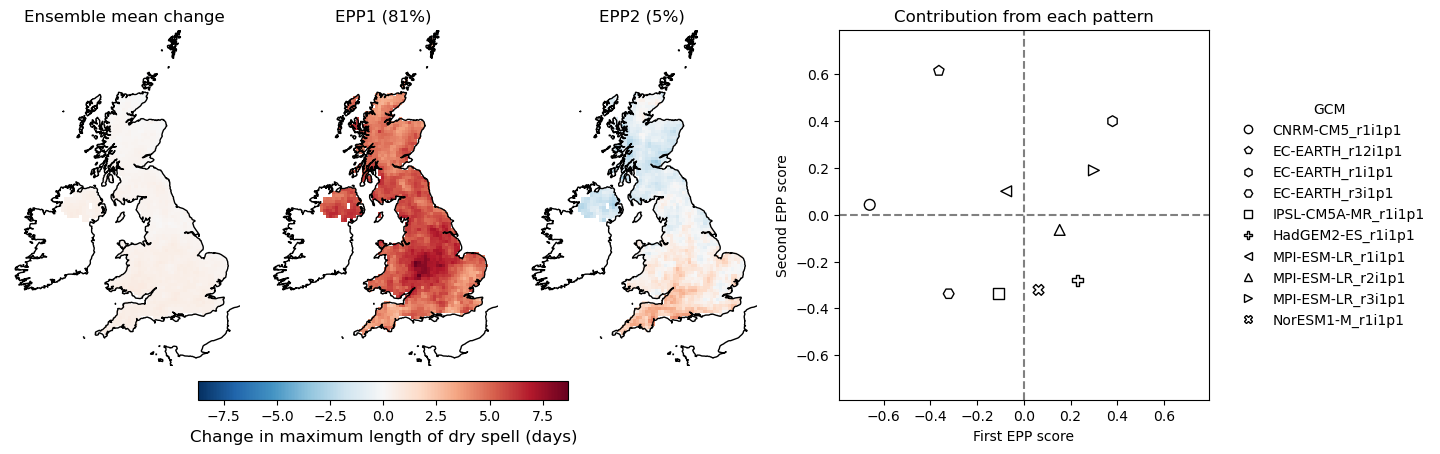 Ensemble mean change
EPP1 (81%)
EPP2 (5%)
Contribution from each pattern
−7.5 −5.0 −2.5 0.0 2.5 5.0 7.5
Change in maximum length of dry spell (days)
Second EPP score
0.6
0.4
0.2
0.0
−0.2
−0.4
−0.6
−0.6 −0.4 −0.2 0.0 0.2 0.4 0.6
First EPP score
GCM
CNRM-CM5_r1i1p1
EC-EARTH_r12i1p1
EC-EARTH_r1i1p1
EC-EARTH_r3i1p1
IPSL-CM5A-MR_r1i1p1
HadGEM2-ES_r1i1p1
MPI-ESM-LR_r1i1p1
MPI-ESM-LR_r2i1p1
MPI-ESM-LR_r3i1p1
NorESM1-M_r1i1p1